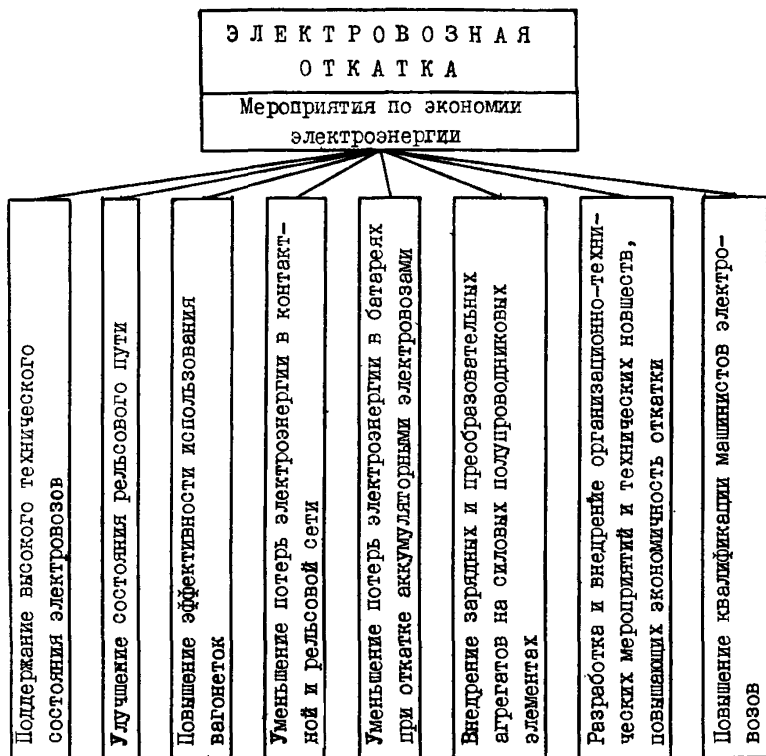 ЭЛЕКТРОВОЗНАЯ
ОТКАТКА
Мероприятия по экономии
электроэнергии
Поддержание высокого технического
состояния электровозов
Улучшение состояния рельсового пути
Повышение эффективности использования
вагонеток
Уменьшение потерь электроэнергии в контакт-
ной и рельсовой сети
Уменьшение потерь электроэнергии в батареях
при откатке аккумуляторными электровозами
Внедрение зарядных и преобразовательных
агрегатов на силовых полупроводниковых
элементах
Разработка и внедрение организационно-техни-
ческих мероприятий и технических новшеств,
повышающих экономичность откатки
Повышение квалификации машинистов электро-
возов